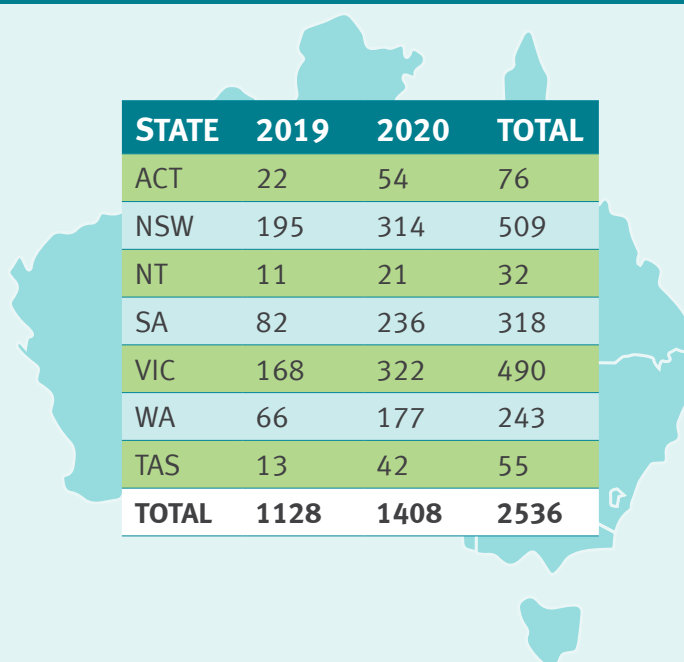 STATE 2019 2020 TOTAL
ACT 22 54 76
NSW 195 314 509
NT 11 21 32
SA 82 236 318
VIC 168 322 490
WA 66 177 243
TAS 13 42 55
TOTAL 1128 1408 2536